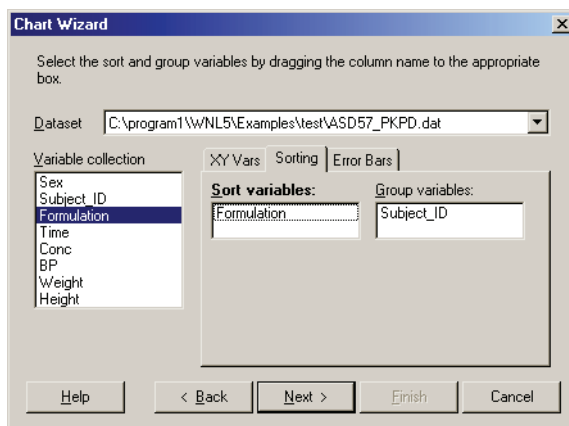 Chart Wizard
Select the sort and group variables by dragging the column name to the appropriate
box.
Dataset C:\program1\WNL5\Examples\test\ASD57_PKPD.dat
Variable collection
Sex
Subject_ID
Formulation
Time
Conc
BP
Weight
Height
XY Vars Sorting Error Bars
Sort variables: Group variables:
Formulation Subject_ID
Help < Back Next > Finish Cancel